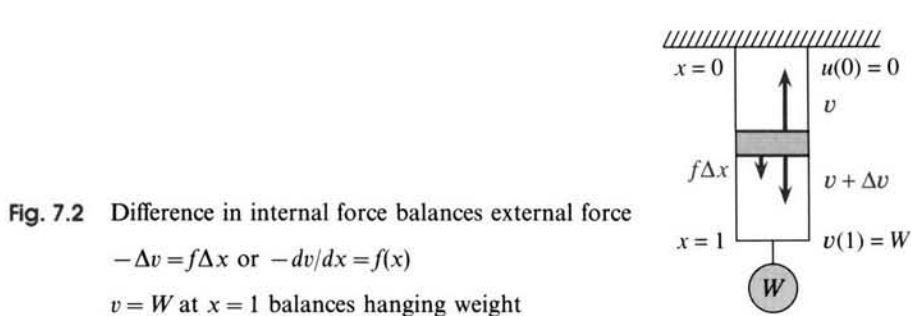 x = 0
u(0) = 0
v
fΔx
v + Δv
Fig. 7.2 Difference in internal force balances external force
x = 1
v(1) = W
−Δv = fΔx or −dv/dx = f(x)
W
v = W at x = 1 balances hanging weight